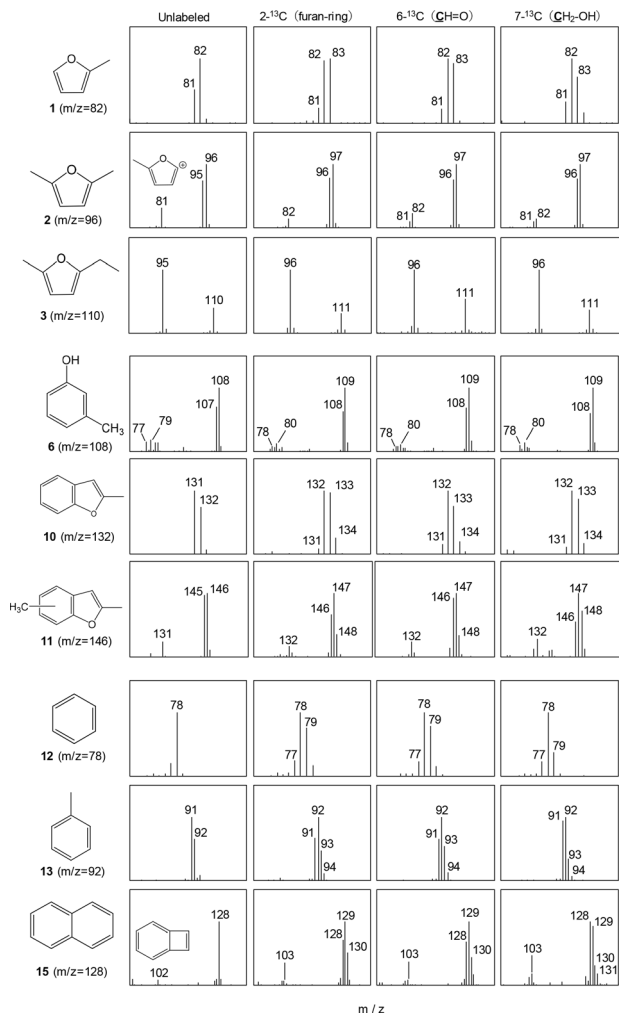 Unlabeled 2-¹³C (furan-ring) 6-¹³C (CH=O) 7-¹³C (CH₂-OH)
O
1 (m/z=82)
81 82
81 82 83
81 82 83
81 82 83
O
2 (m/z=96)
O ⊕
81 95 96
82 96 97
81 82 96 97
81 82 96 97
O
3 (m/z=110)
95 110
96 111
96 111
96 111
OH
CH₃
6 (m/z=108)
77 79 107 108
78 80 108 109
78 80 108 109
78 80 108 109
O
10 (m/z=132)
131 132
131 132 133 134
131 132 133 134
131 132 133 134
H₃C
O
11 (m/z=146)
131 145 146
132 146 147 148
132 146 147 148
132 146 147 148
12 (m/z=78)
78
77 78 79
77 78 79
77 78 79
13 (m/z=92)
91 92
91 92 93 94
91 92 93 94
91 92 93 94
15 (m/z=128)
102 128
103 128 129 130
103 128 129 130
103 128 129 130 131
m / z